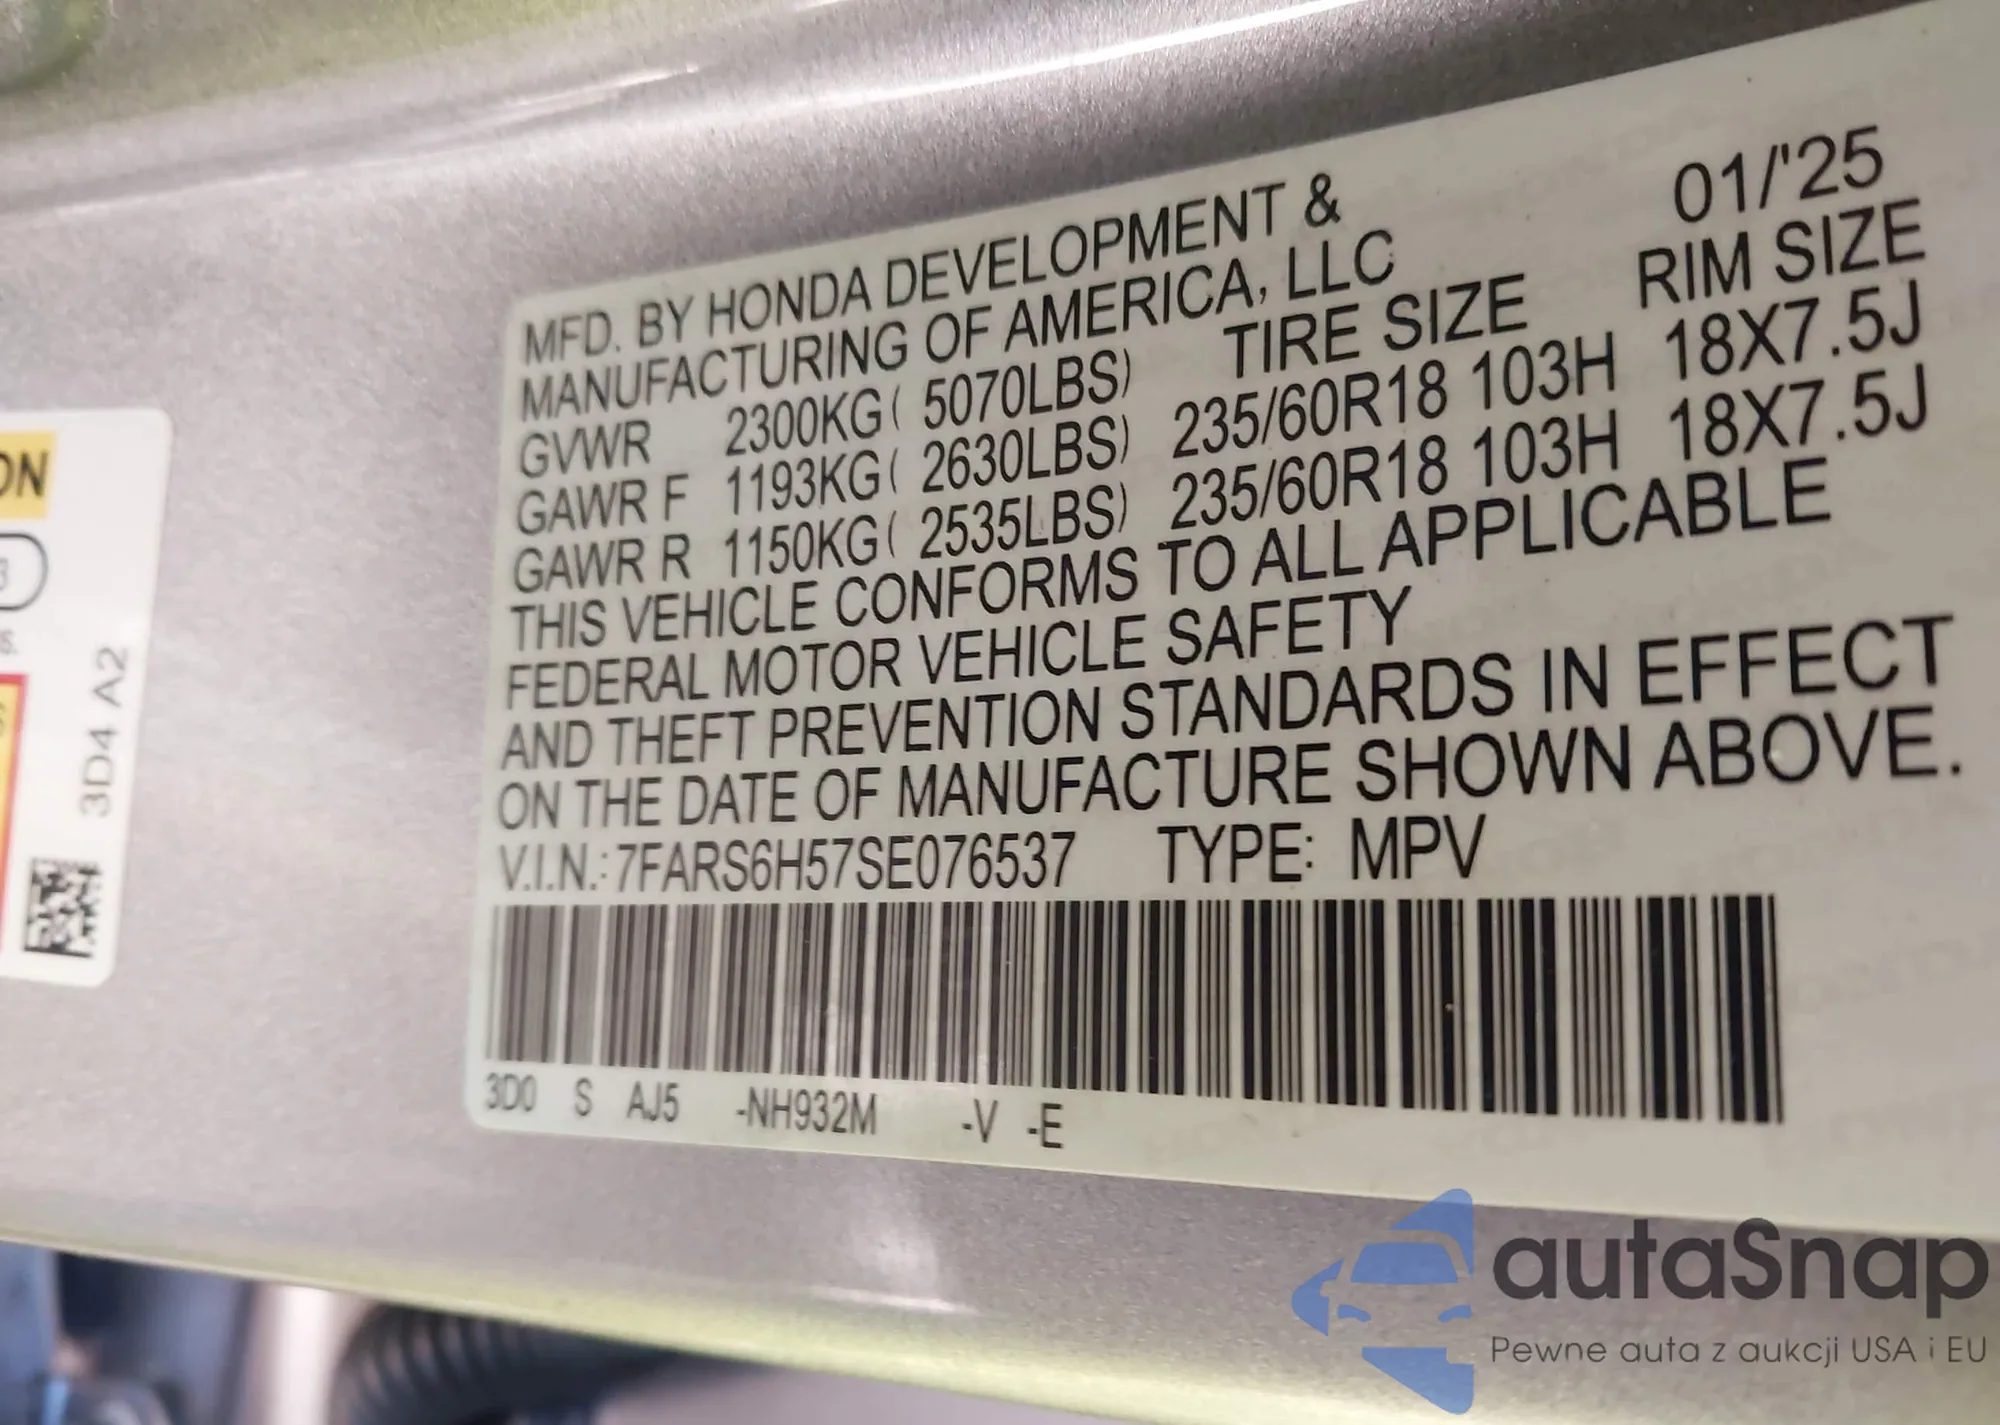 01/'25
MFD. BY HONDA DEVELOPMENT &
MANUFACTURING OF AMERICA, LLC
TIRE SIZE RIM SIZE
GVWR 2300KG( 5070LBS)
GAWR F 1193KG( 2630LBS) 235/60R18 103H 18X7.5J
GAWR R 1150KG( 2535LBS) 235/60R18 103H 18X7.5J
THIS VEHICLE CONFORMS TO ALL APPLICABLE
FEDERAL MOTOR VEHICLE SAFETY
AND THEFT PREVENTION STANDARDS IN EFFECT
ON THE DATE OF MANUFACTURE SHOWN ABOVE.
V.I.N.: 7FARS6H57SE076537 TYPE: MPV
3D0 S AJ5 -NH932M -V -E
3D4 A2
autaSnap
Pewne auta z aukcji USA i EU